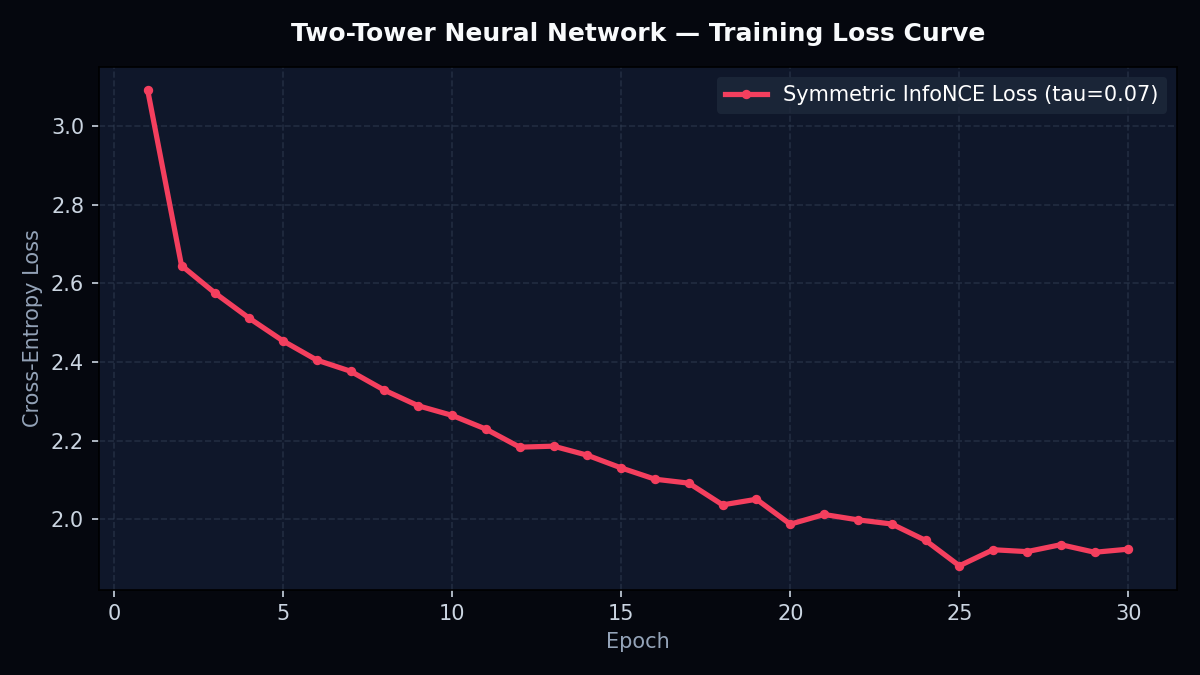 Two-Tower Neural Network — Training Loss Curve
Symmetric InfoNCE Loss (tau=0.07)
Cross-Entropy Loss
3.0
2.8
2.6
2.4
2.2
2.0
0 5 10 15 20 25 30
Epoch